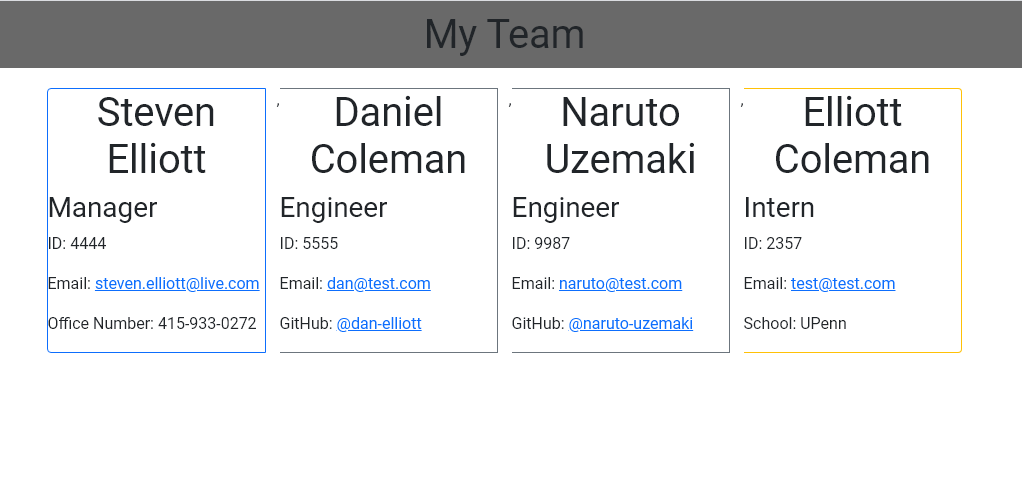 My Team
Steven
Elliott
Manager
ID: 4444
Email: steven.elliott@live.com
Office Number: 415-933-0272
,
Daniel
Coleman
Engineer
ID: 5555
Email: dan@test.com
GitHub: @dan-elliott
,
Naruto
Uzemaki
Engineer
ID: 9987
Email: naruto@test.com
GitHub: @naruto-uzemaki
,
Elliott
Coleman
Intern
ID: 2357
Email: test@test.com
School: UPenn